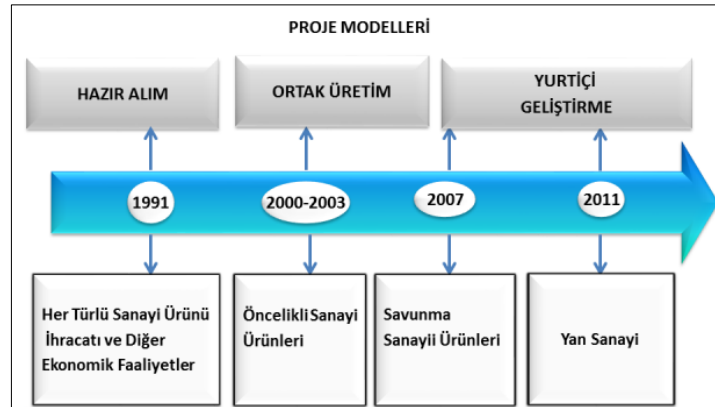 PROJE MODELLERİ
HAZIR ALIM
ORTAK ÜRETİM
YURTİÇİ
GELİŞTİRME
1991
2000-2003
2007
2011
Her Türlü Sanayi Ürünü
İhracatı ve Diğer
Ekonomik Faaliyetler
Öncelikli Sanayi
Ürünleri
Savunma
Sanayii Ürünleri
Yan Sanayi